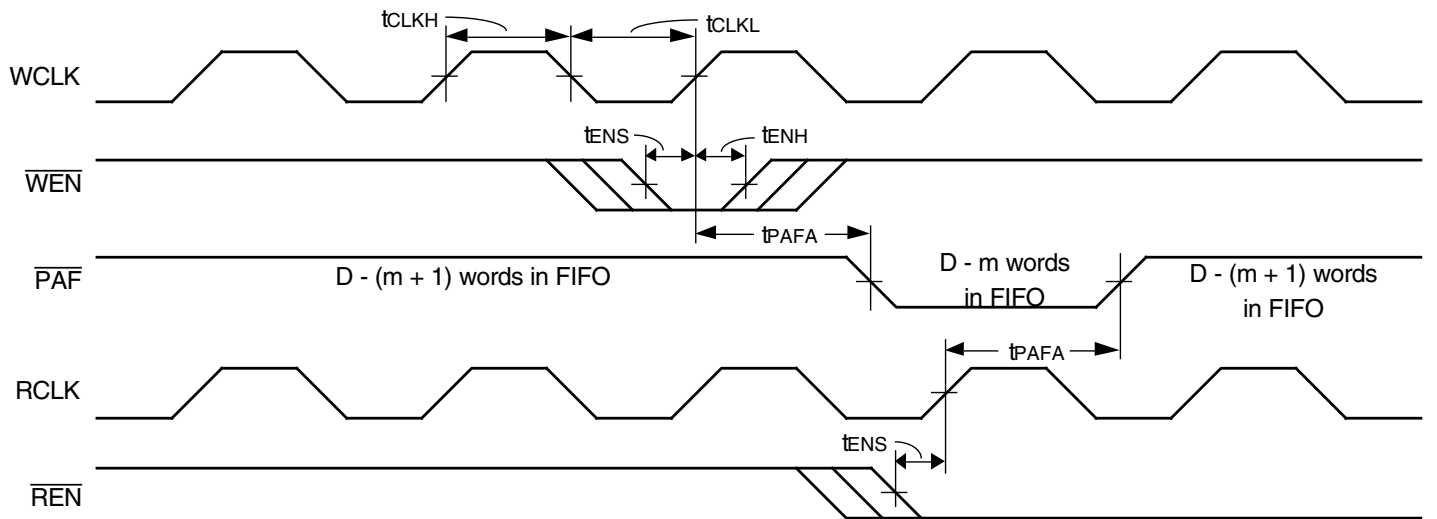 tCLKH
tCLKL
WCLK
tENS
tENH
WEN
tPAFA
PAF
D - (m + 1) words in FIFO
D - m words
in FIFO
D - (m + 1) words
in FIFO
tPAFA
RCLK
tENS
REN